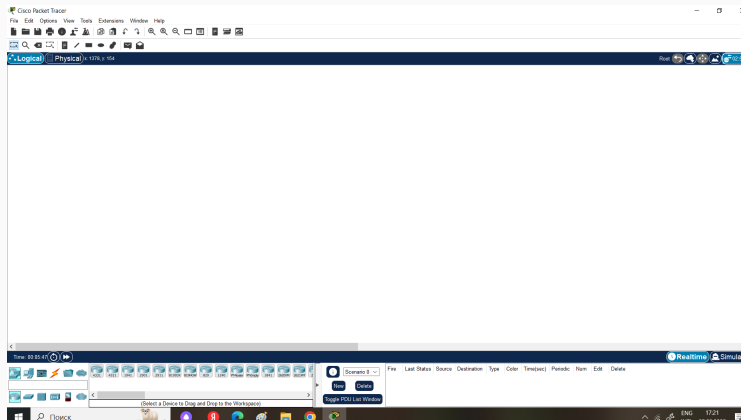 Cisco Packet Tracer
File Edit Options View Tools Extensions Window Help
Logical Physical x: 1378, y: 154 Root
Time: 00:05:47 Realtime Simula
Scenario 0 Fire Last Status Source Destination Type Color Time(sec) Periodic Num Edit Delete
New Delete
Toggle PDU List Window
(Select a Device to Drag and Drop to the Workspace)
Поиск ENG 17:21